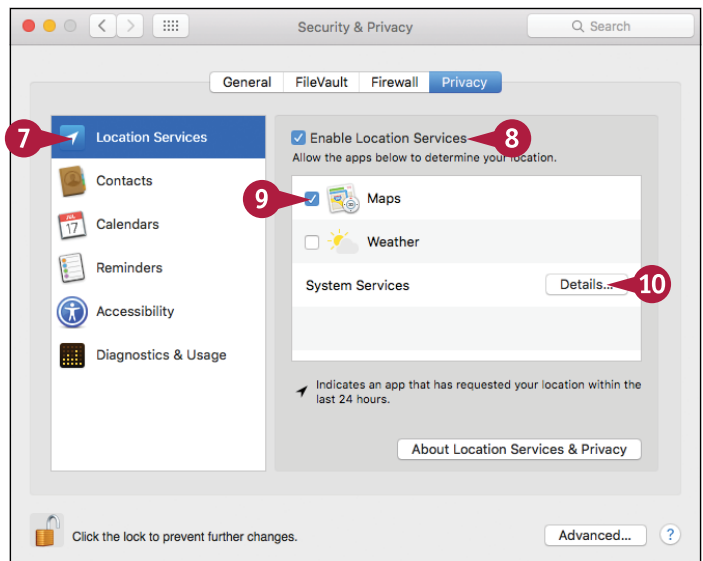 Security & Privacy
Search
General FileVault Firewall Privacy
7
Location Services
Contacts
JUL
17
Calendars
Reminders
Accessibility
Diagnostics & Usage
Enable Location Services
8
Allow the apps below to determine your location.
9
Maps
Weather
System Services
Details...
10
Indicates an app that has requested your location within the
last 24 hours.
About Location Services & Privacy
Click the lock to prevent further changes.
Advanced...
?